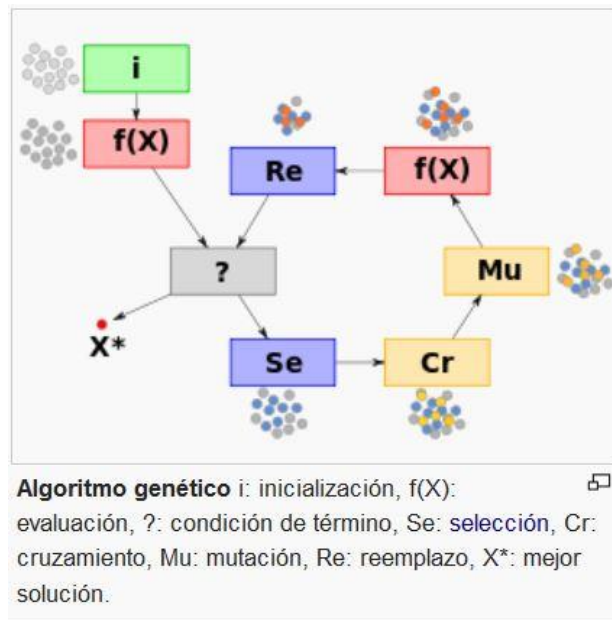 i
f(X)
Re
f(X)
?
Mu
X*
Se
Cr
Algoritmo genético i: inicialización, f(X):
evaluación, ?: condición de término, Se: selección, Cr:
cruzamiento, Mu: mutación, Re: reemplazo, X*: mejor
solución.